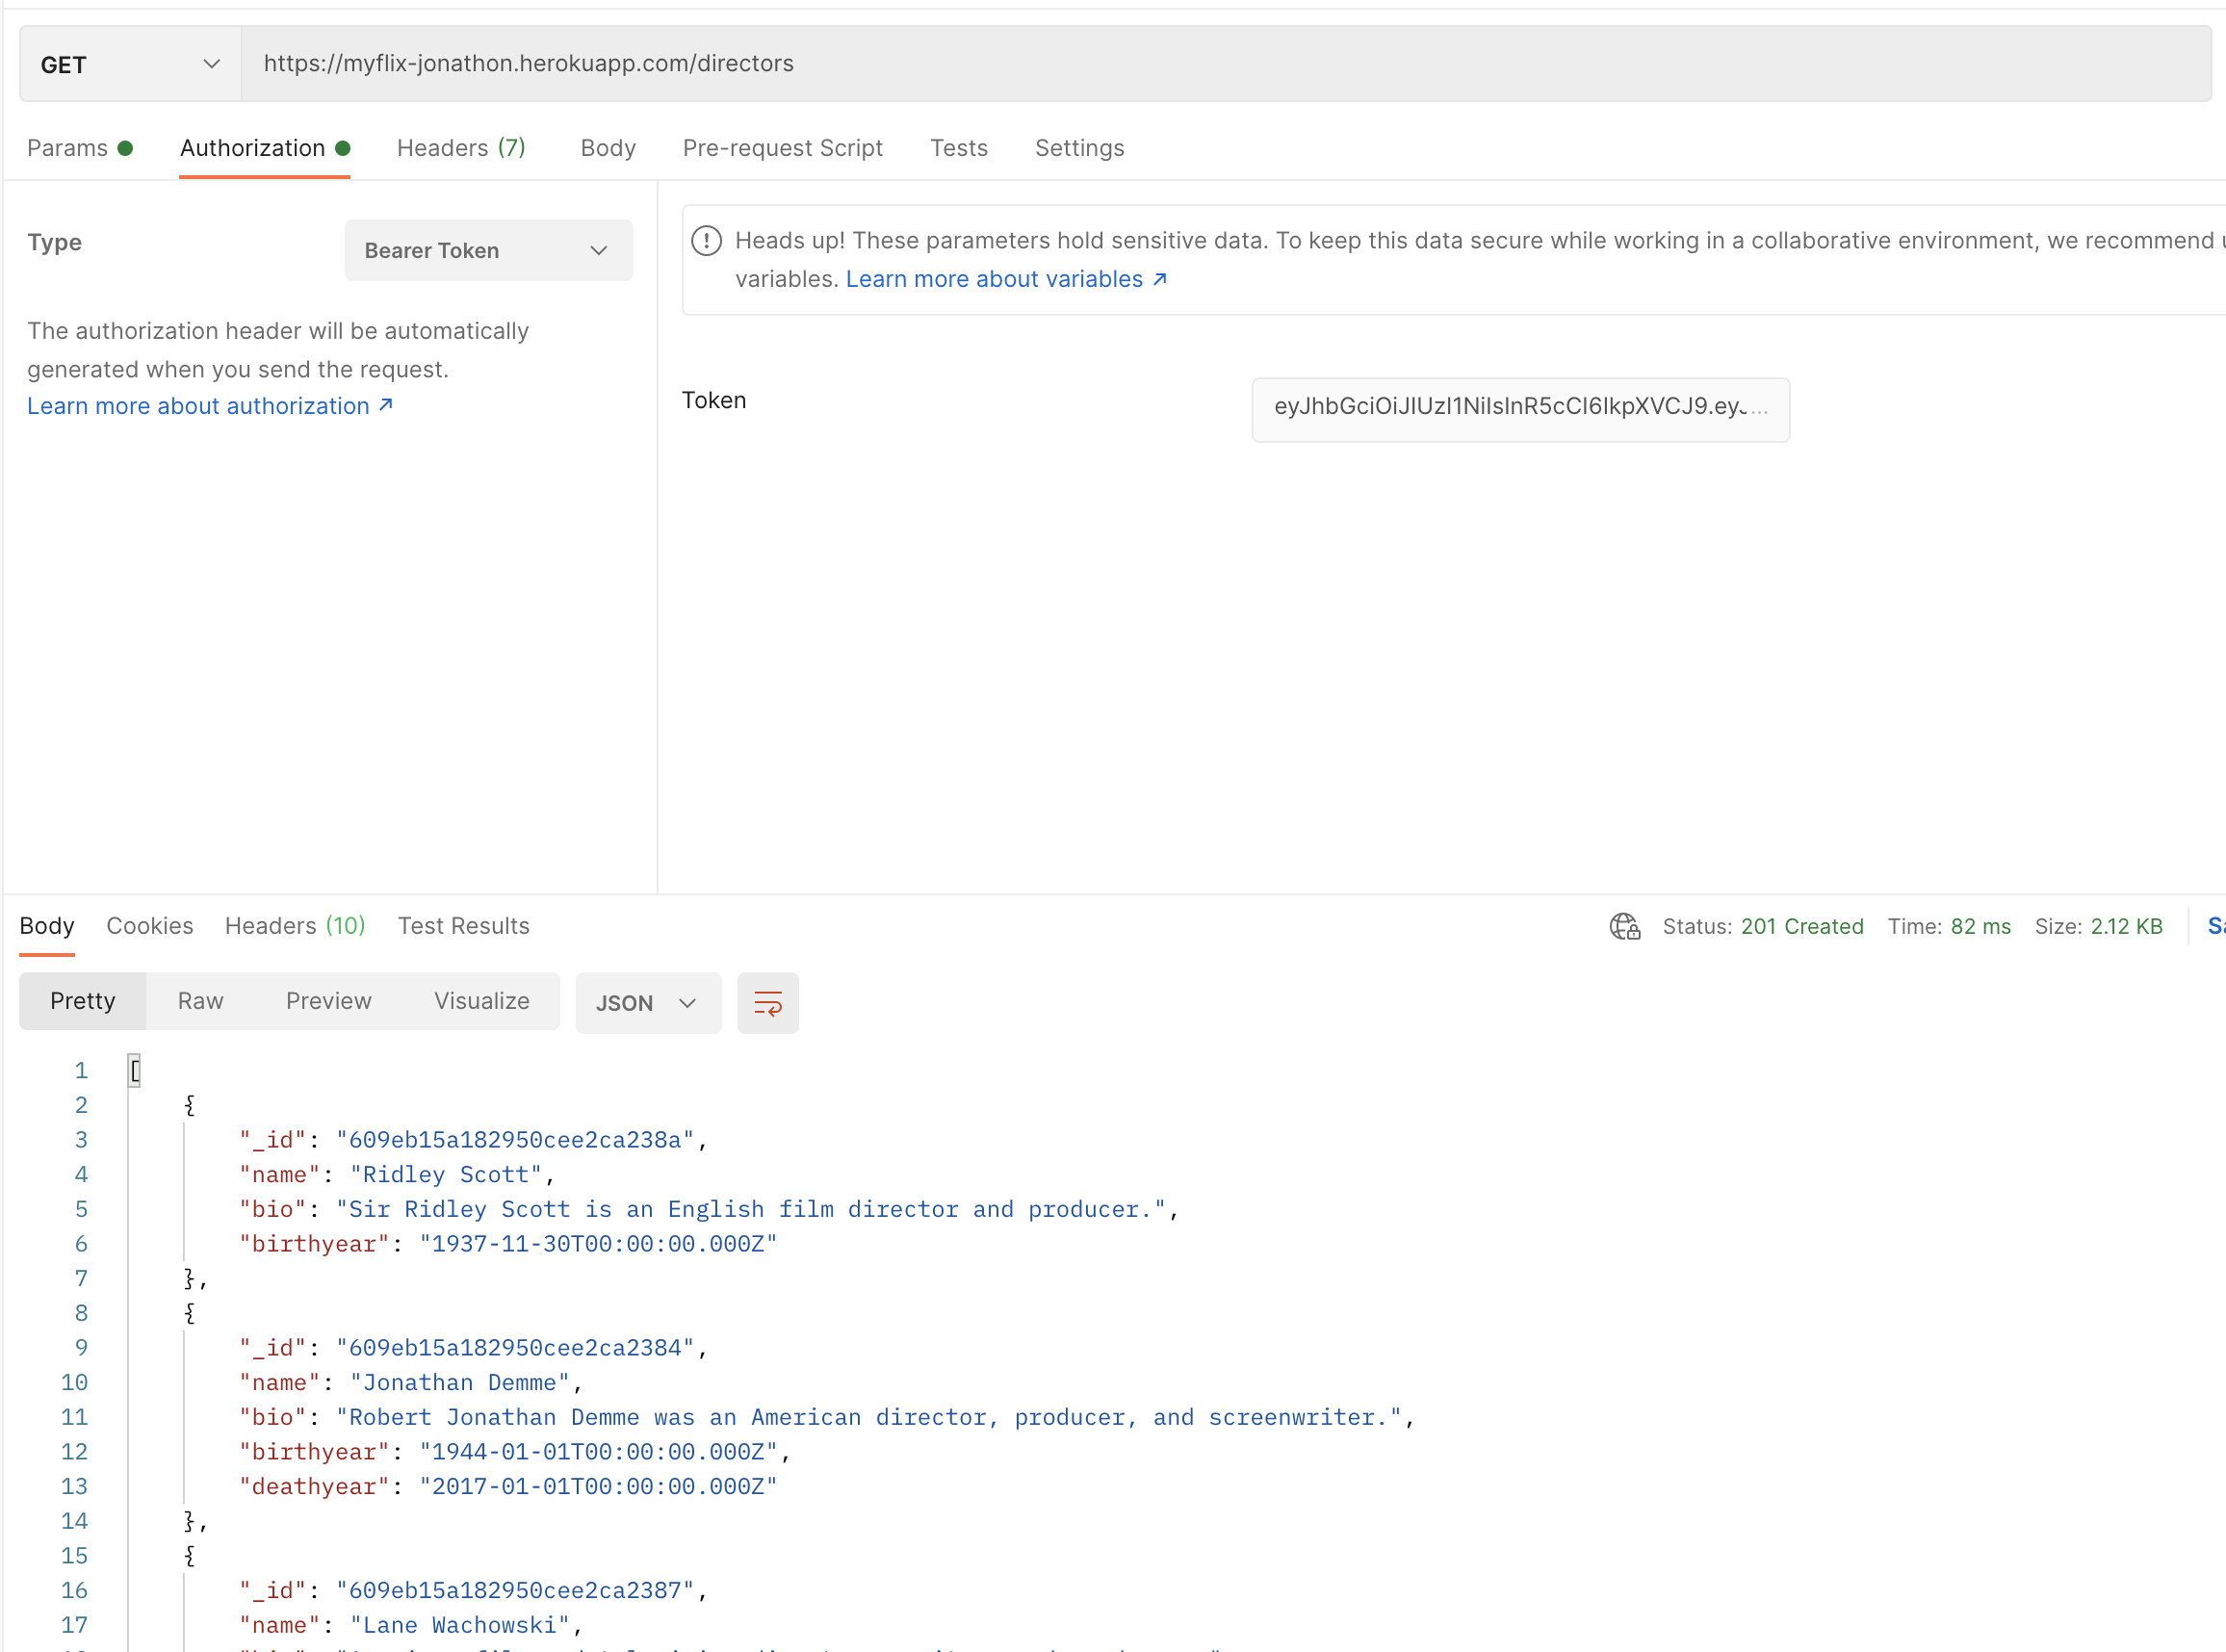 GET https://myflix-jonathon.herokuapp.com/directors
Params Authorization Headers (7) Body Pre-request Script Tests Settings
Type Bearer Token
The authorization header will be automatically
generated when you send the request.
Learn more about authorization ↗
Heads up! These parameters hold sensitive data. To keep this data secure while working in a collaborative environment, we recommend
variables. Learn more about variables ↗
Token eyJhbGciOiJIUzI1NiIsInR5cCI6IkpXVCJ9.eyJ...
Body Cookies Headers (10) Test Results Status: 201 Created Time: 82 ms Size: 2.12 KB
Pretty Raw Preview Visualize JSON
1 [
2 {
3 "_id": "609eb15a182950cee2ca238a",
4 "name": "Ridley Scott",
5 "bio": "Sir Ridley Scott is an English film director and producer.",
6 "birthyear": "1937-11-30T00:00:00.000Z"
7 },
8 {
9 "_id": "609eb15a182950cee2ca2384",
10 "name": "Jonathan Demme",
11 "bio": "Robert Jonathan Demme was an American director, producer, and screenwriter.",
12 "birthyear": "1944-01-01T00:00:00.000Z",
13 "deathyear": "2017-01-01T00:00:00.000Z"
14 },
15 {
16 "_id": "609eb15a182950cee2ca2387",
17 "name": "Lane Wachowski",